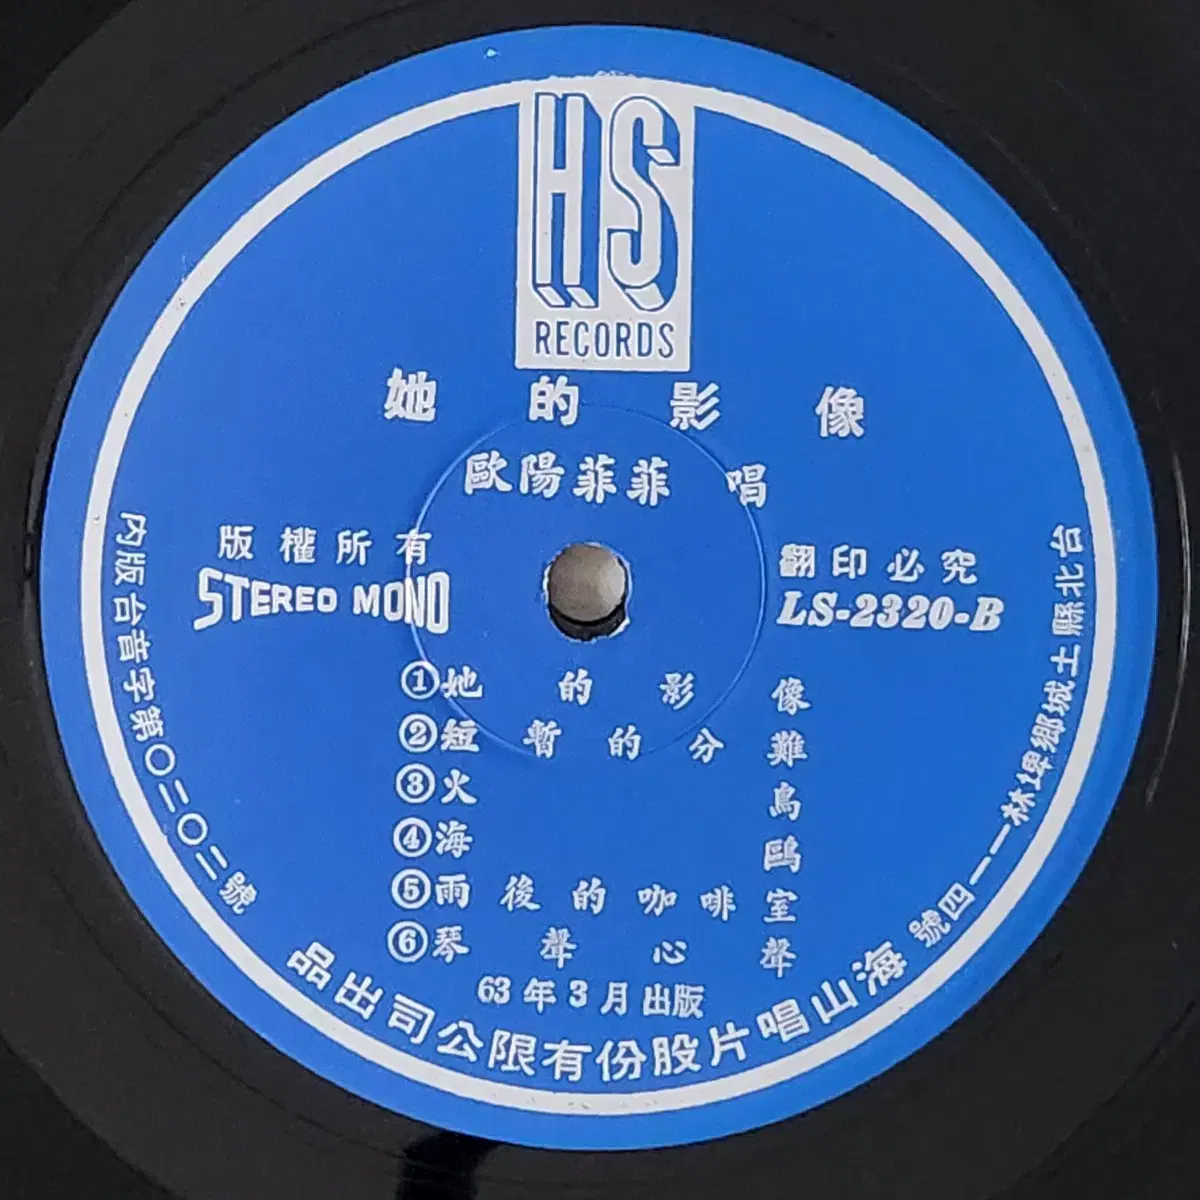 HS
RECORDS
她的影像
歐陽菲菲 唱
版權所有
STEREO MONO
翻印必究
LS-2320-B
①她的影像
②短暫的分離
③火鳥
④海鷗
⑤雨後的咖啡室
⑥琴聲心聲
63年3月出版
內版台音字第〇二〇二號
台北縣土城鄉埤林一一四號
海山唱片股份有限公司出品